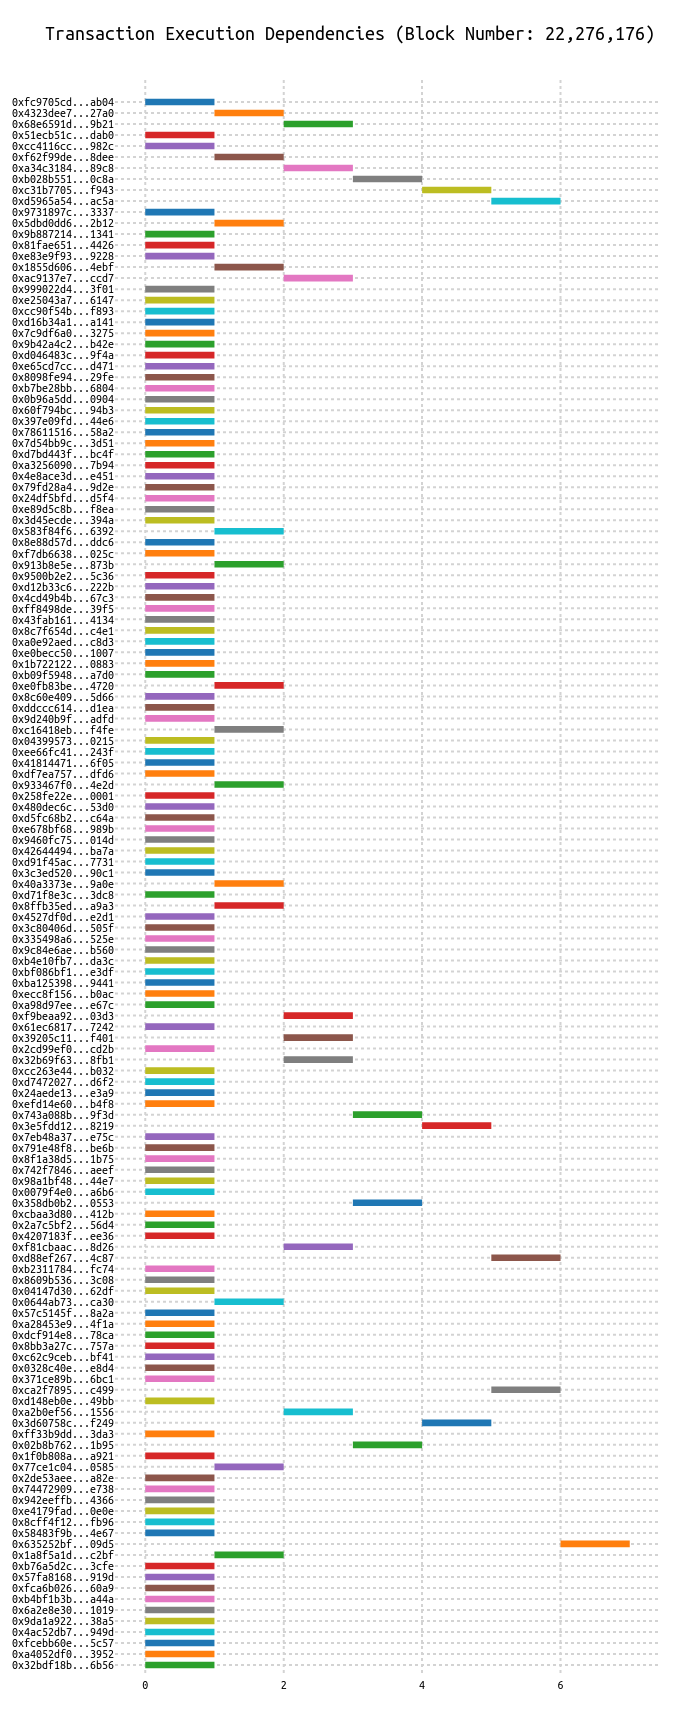 Transaction Execution Dependencies (Block Number: 22,276,176)
0xfc9705cd...ab04
0x4323dee7...27a0
0x68e6591d...9b21
0x51ecb51c...dab0
0xcc4116cc...982c
0xf62f99de...8dee
0xa34c3184...89c8
0xb028b551...0c8a
0xc31b7705...f943
0xd5965a54...ac5a
0x9731897c...3337
0x5dbd0dd6...2b12
0x9b887214...1341
0x81fae651...4426
0xe83e9f93...9228
0x1855d606...4ebf
0xac9137e7...ccd7
0x999022d4...3f01
0xe25043a7...6147
0xcc90f54b...f893
0xd16b34a1...a141
0x7c9df6a0...3275
0x9b42a4c2...b42e
0xd046483c...9f4a
0xe65cd7cc...d471
0x8098fe94...29fe
0xb7be28bb...6804
0x0b96a5dd...0904
0x60f794bc...94b3
0x397e09fd...44e6
0x78611516...58a2
0x7d54bb9c...3d51
0xd7bd443f...bc4f
0xa3256090...7b94
0x4e8ace3d...e451
0x79fd28a4...9d2e
0x24df5bfd...d5f4
0xe89d5c8b...f8ea
0x3d45ecde...394a
0x583f84f6...6392
0x8e88d57d...ddc6
0xf7db6638...025c
0x913b8e5e...873b
0x9500b2e2...5c36
0xd12b33c6...222b
0x4cd49b4b...67c3
0xff8498de...39f5
0x43fab161...4134
0x8c7f654d...c4e1
0xa0e92aed...c8d3
0xe0becc50...1007
0x1b722122...0883
0xb09f5948...a7d0
0xe0fb83be...4720
0x8c60e409...5d66
0xddccc614...d1ea
0x9d240b9f...adfd
0xc16418eb...f4fe
0x04399573...0215
0xee66fc41...243f
0x41814471...6f05
0xdf7ea757...dfd6
0x933467f0...4e2d
0x258fe22e...0001
0x480dec6c...53d0
0xd5fc68b2...c64a
0xe678bf68...989b
0x9460fc75...014d
0x42644494...ba7a
0xd91f45ac...7731
0x3c3ed520...90c1
0x40a3373e...9a0e
0xd71f8e3c...3dc8
0x8ffb35ed...a9a3
0x4527df0d...e2d1
0x3c80406d...505f
0x335498a6...525e
0x9c84e6ae...b560
0xb4e10fb7...da3c
0xbf086bf1...e3df
0xba125398...9441
0xecc8f156...b0ac
0xa98d97ee...e67c
0xf9beaa92...03d3
0x61ec6817...7242
0x39205c11...f401
0x2cd99ef0...cd2b
0x32b69f63...8fb1
0xcc263e44...b032
0xd7472027...d6f2
0x24aede13...e3a9
0xefd14e60...b4f8
0x743a088b...9f3d
0x3e5fdd12...8219
0x7eb48a37...e75c
0x791e48f8...be6b
0x8f1a38d5...1b75
0x742f7846...aeef
0x98a1bf48...44e7
0x0079f4e0...a6b6
0x358db0b2...0553
0xcbaa3d80...412b
0x2a7c5bf2...56d4
0x4207183f...ee36
0xf81cbaac...8d26
0xd88ef267...4c87
0xb2311784...fc74
0x8609b536...3c08
0x04147d30...62df
0x0644ab73...ca30
0x57c5145f...8a2a
0xa28453e9...4f1a
0xdcf914e8...78ca
0x8bb3a27c...757a
0xc62c9ceb...bf41
0x0328c40e...e8d4
0x371ce89b...6bc1
0xca2f7895...c499
0xd148eb0e...49bb
0xa2b0ef56...1556
0x3d60758c...f249
0xff33b9dd...3da3
0x02b8b762...1b95
0x1f0b808a...a921
0x77ce1c04...0585
0x2de53aee...a82e
0x74472909...e738
0x942eeffb...4366
0xe4179fad...0e0e
0x8cff4f12...fb96
0x58483f9b...4e67
0x635252bf...09d5
0x1a8f5a1d...c2bf
0xb76a5d2c...3cfe
0x57fa8168...919d
0xfca6b026...60a9
0xb4bf1b3b...a44a
0x6a2e8e30...1019
0x9da1a922...38a5
0x4ac52db7...949d
0xfcebb60e...5c57
0xa4052df0...3952
0x32bdf18b...6b56
0 2 4 6